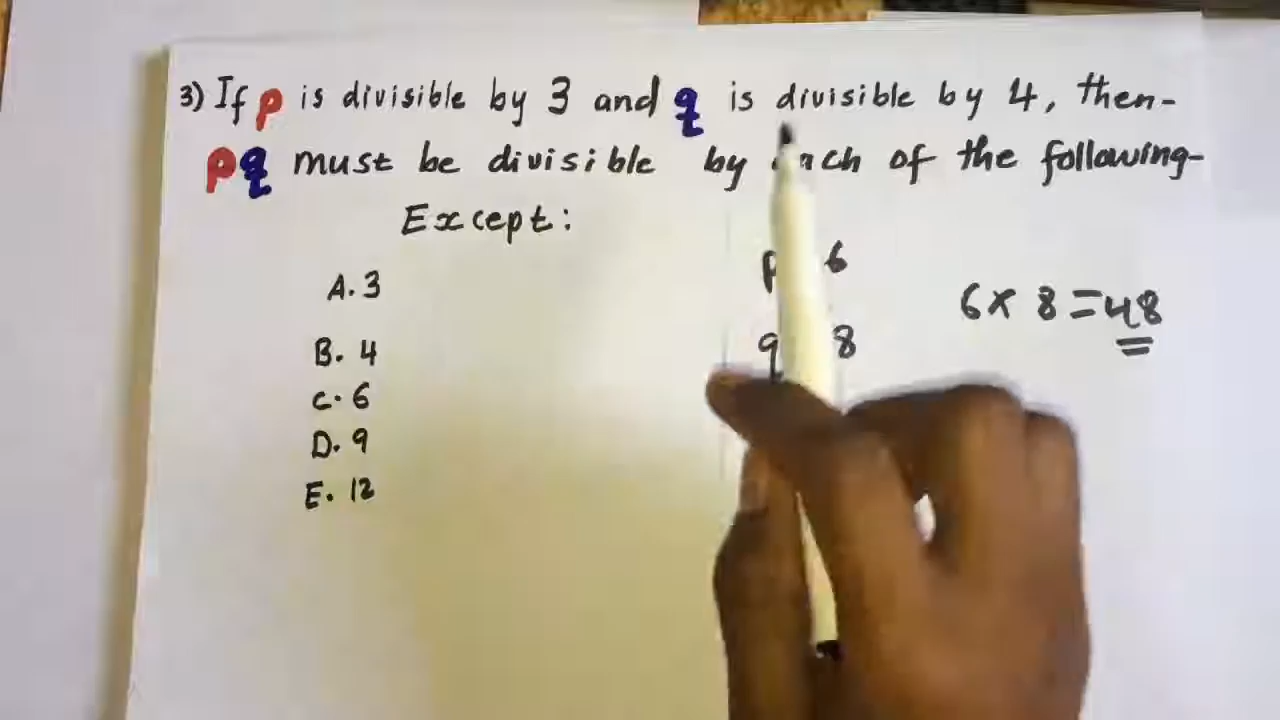 3) If p is divisible by 3 and q is divisible by 4, then-
pq must be divisible by of the following-
Except:
A. 3
B. 4
C. 6
D. 9
E. 12
p 6
q 8
6 x 8 = 48